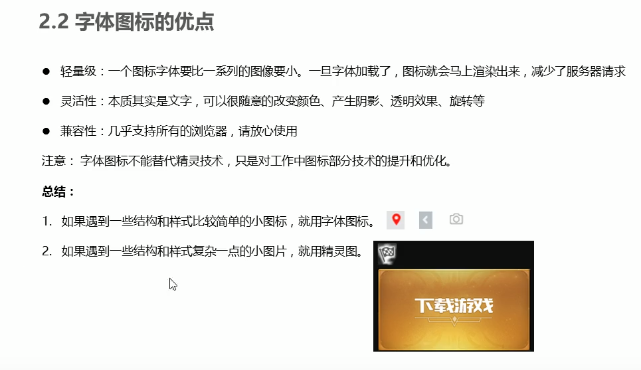 2.2 字体图标的优点
● 轻量级：一个图标字体要比一系列的图像要小。一旦字体加载了，图标就会马上渲染出来，减少了服务器请求
● 灵活性：本质其实是文字，可以很随意的改变颜色、产生阴影、透明效果、旋转等
● 兼容性：几乎支持所有的浏览器，请放心使用
注意： 字体图标不能替代精灵技术，只是对工作中图标部分技术的提升和优化。
总结：
1. 如果遇到一些结构和样式比较简单的小图标，就用字体图标。
2. 如果遇到一些结构和样式复杂一点的小图片，就用精灵图。
下载游戏